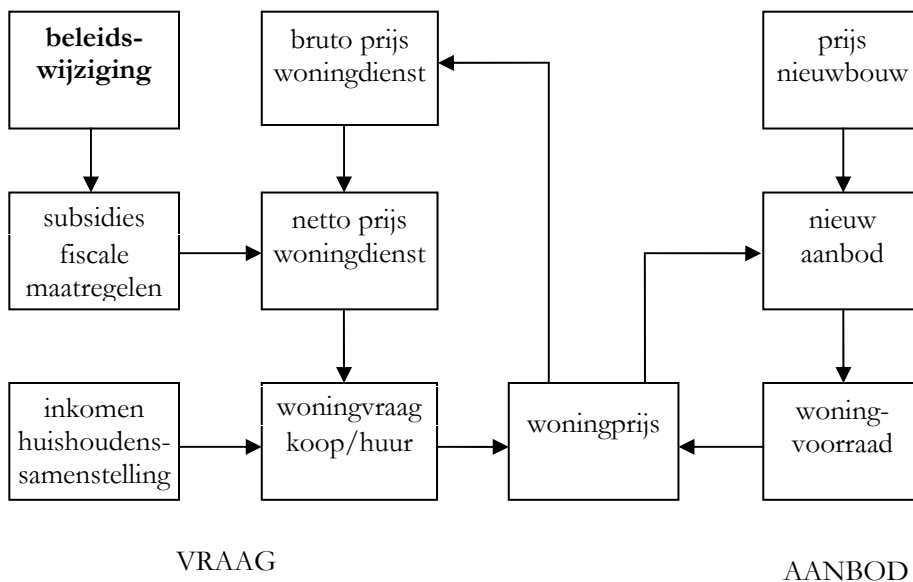 beleids-
wijziging
bruto prijs
woningdienst
prijs
nieuwbouw
subsidies
fiscale
maatregelen
netto prijs
woningdienst
nieuw
aanbod
inkomen
huishoudens-
samenstelling
woningvraag
koop/huur
woningprijs
woning-
voorraad
VRAAG
AANBOD